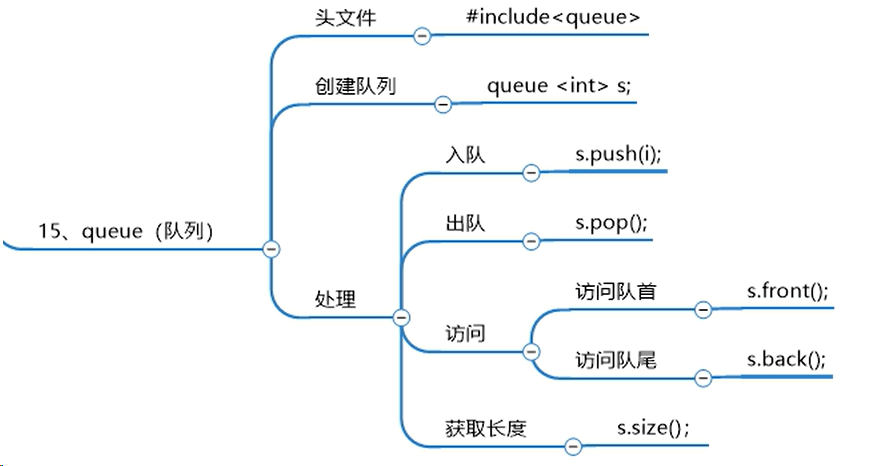 头文件
#include<queue>
创建队列
queue <int> s;
入队
s.push(i);
15、queue（队列）
出队
s.pop();
处理
访问
访问队首
s.front();
访问队尾
s.back();
获取长度
s.size();